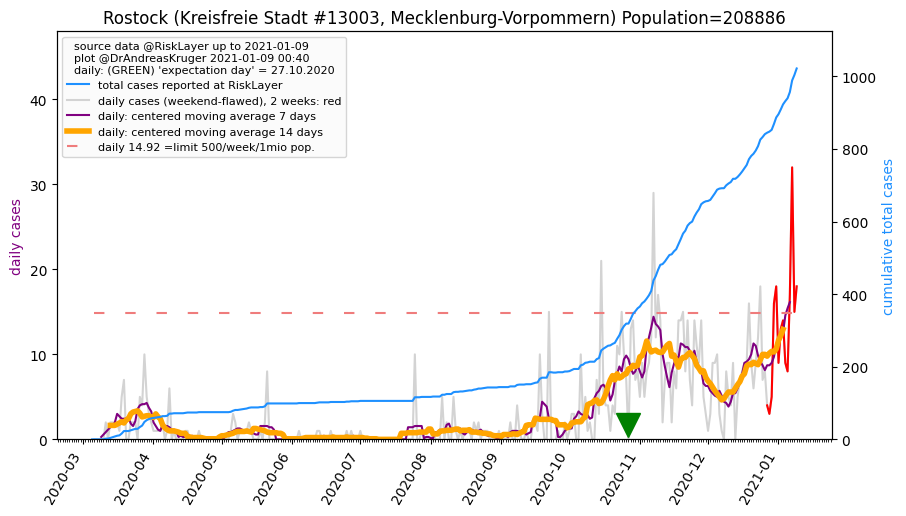 Rostock (Kreisfreie Stadt #13003, Mecklenburg-Vorpommern) Population=208886
source data @RiskLayer up to 2021-01-09
plot @DrAndreasKruger 2021-01-09 00:40
daily: (GREEN) 'expectation day' = 27.10.2020
total cases reported at RiskLayer
daily cases (weekend-flawed), 2 weeks: red
daily: centered moving average 7 days
daily: centered moving average 14 days
daily 14.92 =limit 500/week/1mio pop.
daily cases
40
30
20
10
0
cumulative total cases
1000
800
600
400
200
0
2020-03
2020-04
2020-05
2020-06
2020-07
2020-08
2020-09
2020-10
2020-11
2020-12
2021-01